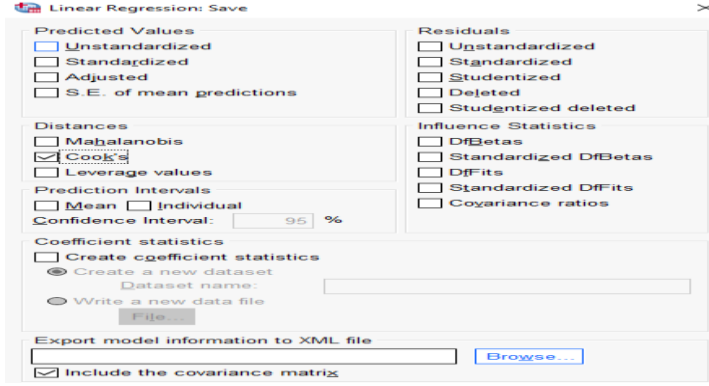 Linear Regression: Save
Predicted Values
Unstandardized
Standardized
Adjusted
S.E. of mean predictions
Residuals
Unstandardized
Standardized
Studentized
Deleted
Studentized deleted
Distances
Mahalanobis
Cook's
Leverage values
Influence Statistics
DfBetas
Standardized DfBetas
DfFits
Standardized DfFits
Covariance ratios
Prediction Intervals
Mean Individual
Confidence Interval: 95 %
Coefficient statistics
Create coefficient statistics
Create a new dataset
Dataset name:
Write a new data file
File...
Export model information to XML file
Browse...
Include the covariance matrix